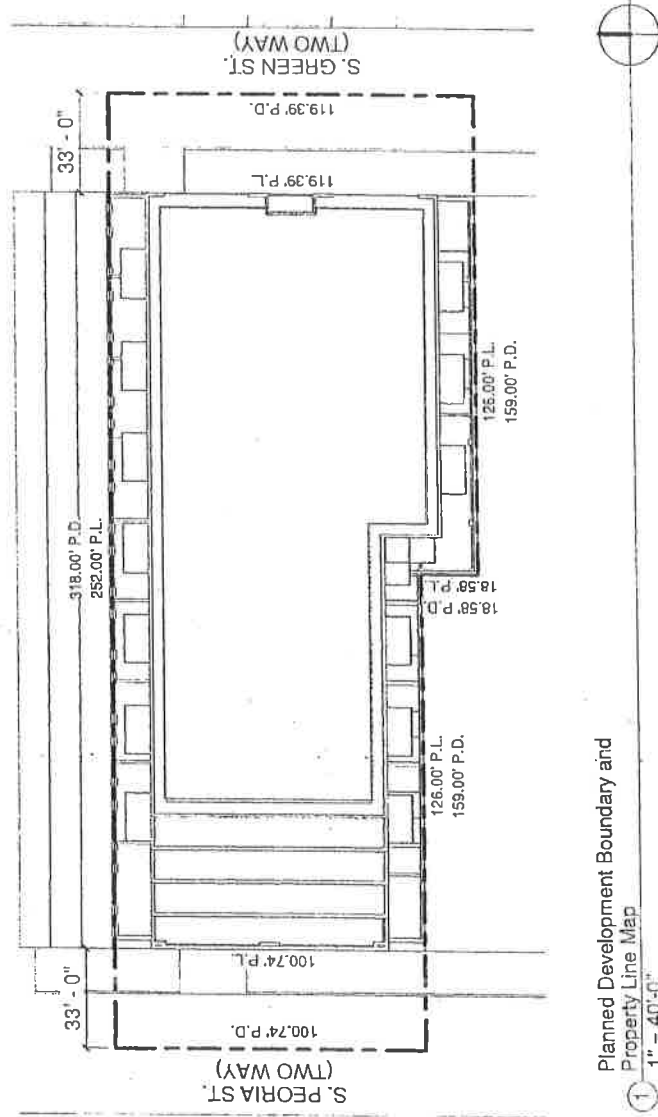 S. GREEN ST.
(TWO WAY)
33' - 0"
119.39' P.D.
119.39' P.L.
318.00' P.D.
252.00' P.L.
126.00' P.L.
159.00' P.D.
18.58' P.L.
18.58' P.D.
126.00' P.L.
159.00' P.D.
100.74' P.L.
33' - 0"
100.74' P.D.
S. PEORIA ST.
(TWO WAY)
Planned Development Boundary and
Property Line Map
1
1" = 40'-0"